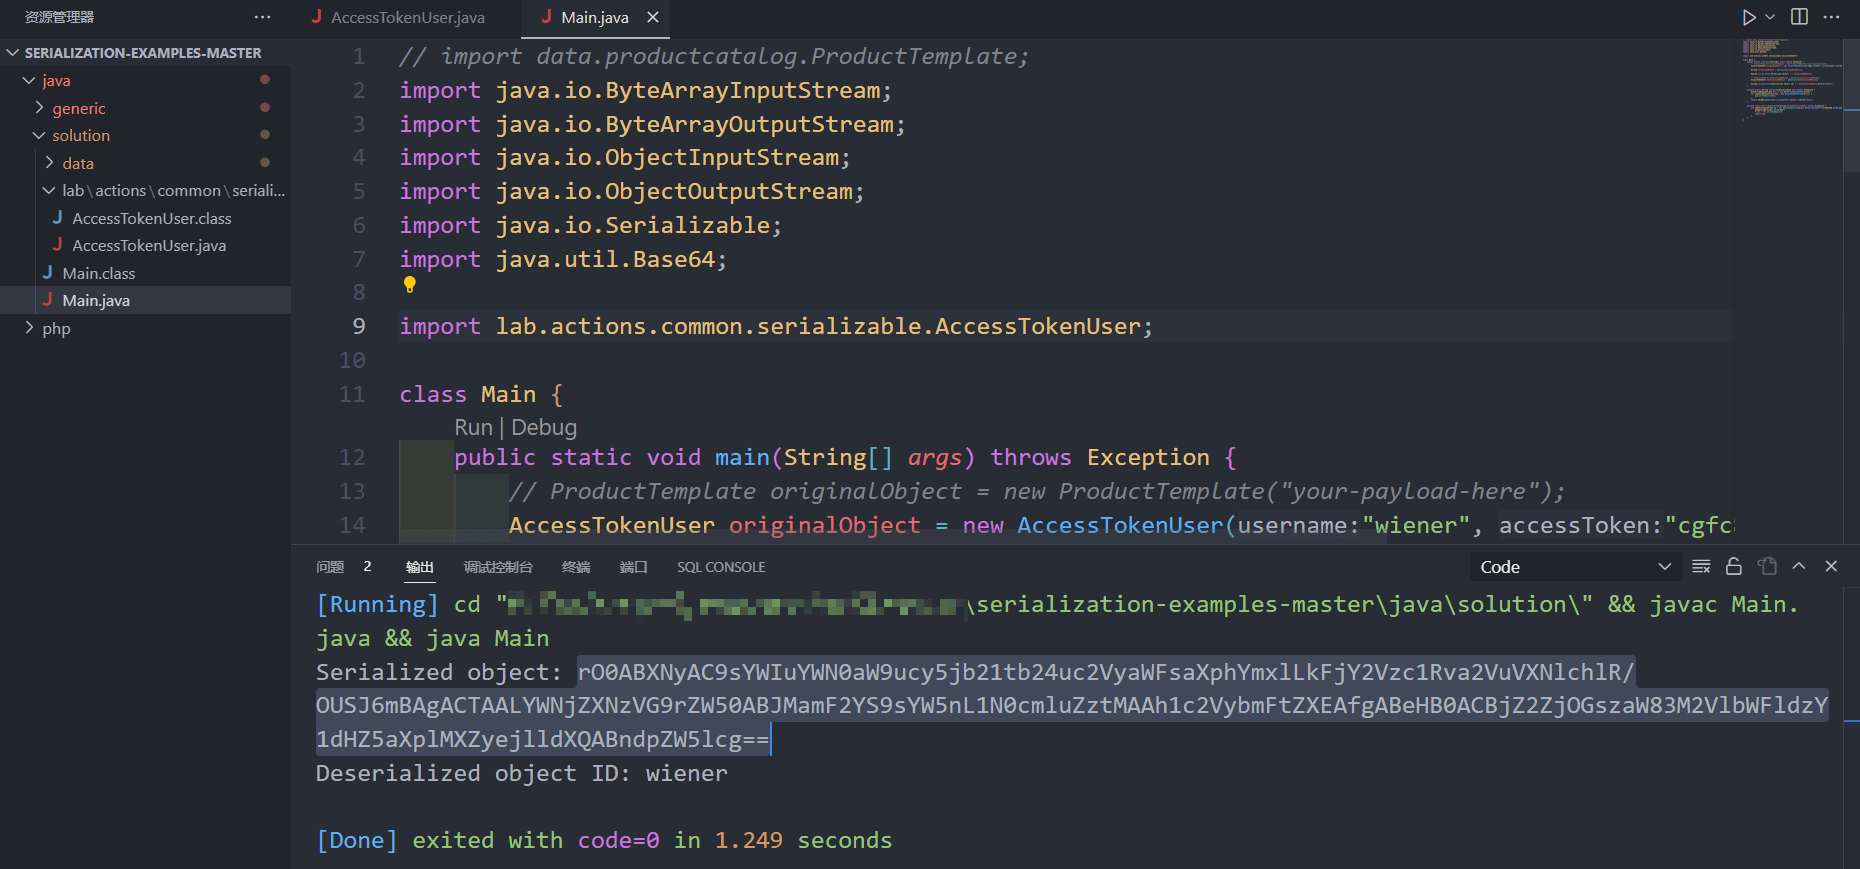 资源管理器
SERIALIZATION-EXAMPLES-MASTER
java
generic
solution
data
lab\actions\common\seriali...
AccessTokenUser.class
AccessTokenUser.java
Main.class
Main.java
php
AccessTokenUser.java
Main.java
1 // import data.productcatalog.ProductTemplate;
2 import java.io.ByteArrayInputStream;
3 import java.io.ByteArrayOutputStream;
4 import java.io.ObjectInputStream;
5 import java.io.ObjectOutputStream;
6 import java.io.Serializable;
7 import java.util.Base64;
8
9 import lab.actions.common.serializable.AccessTokenUser;
10
11 class Main {
Run | Debug
12 public static void main(String[] args) throws Exception {
13 // ProductTemplate originalObject = new ProductTemplate("your-payload-here");
14 AccessTokenUser originalObject = new AccessTokenUser(username:"wiener", accessToken:"cgfc8
问题 2 输出 调试控制台 终端 端口 SQL CONSOLE
Code
[Running] cd "\serialization-examples-master\java\solution\" && javac Main.
java && java Main
Serialized object: rO0ABXNyAC9sYWIuYWN0aW9ucy5jb21tb24uc2VyaWFsaXphYmxlLkFjY2Vzc1Rva2VuVXNlchlR/
OUSJ6mBAgACTAALYWNjZXNzVG9rZW50ABJMamF2YS9sYW5nL1N0cmluZztMAAh1c2VybmFtZXEAfgABeHB0ACBjZ2ZjOGszaW83M2VlbWFldzY
1dHZ5aXplMXZyejlldXQABndpZW5lcg==
Deserialized object ID: wiener
[Done] exited with code=0 in 1.249 seconds